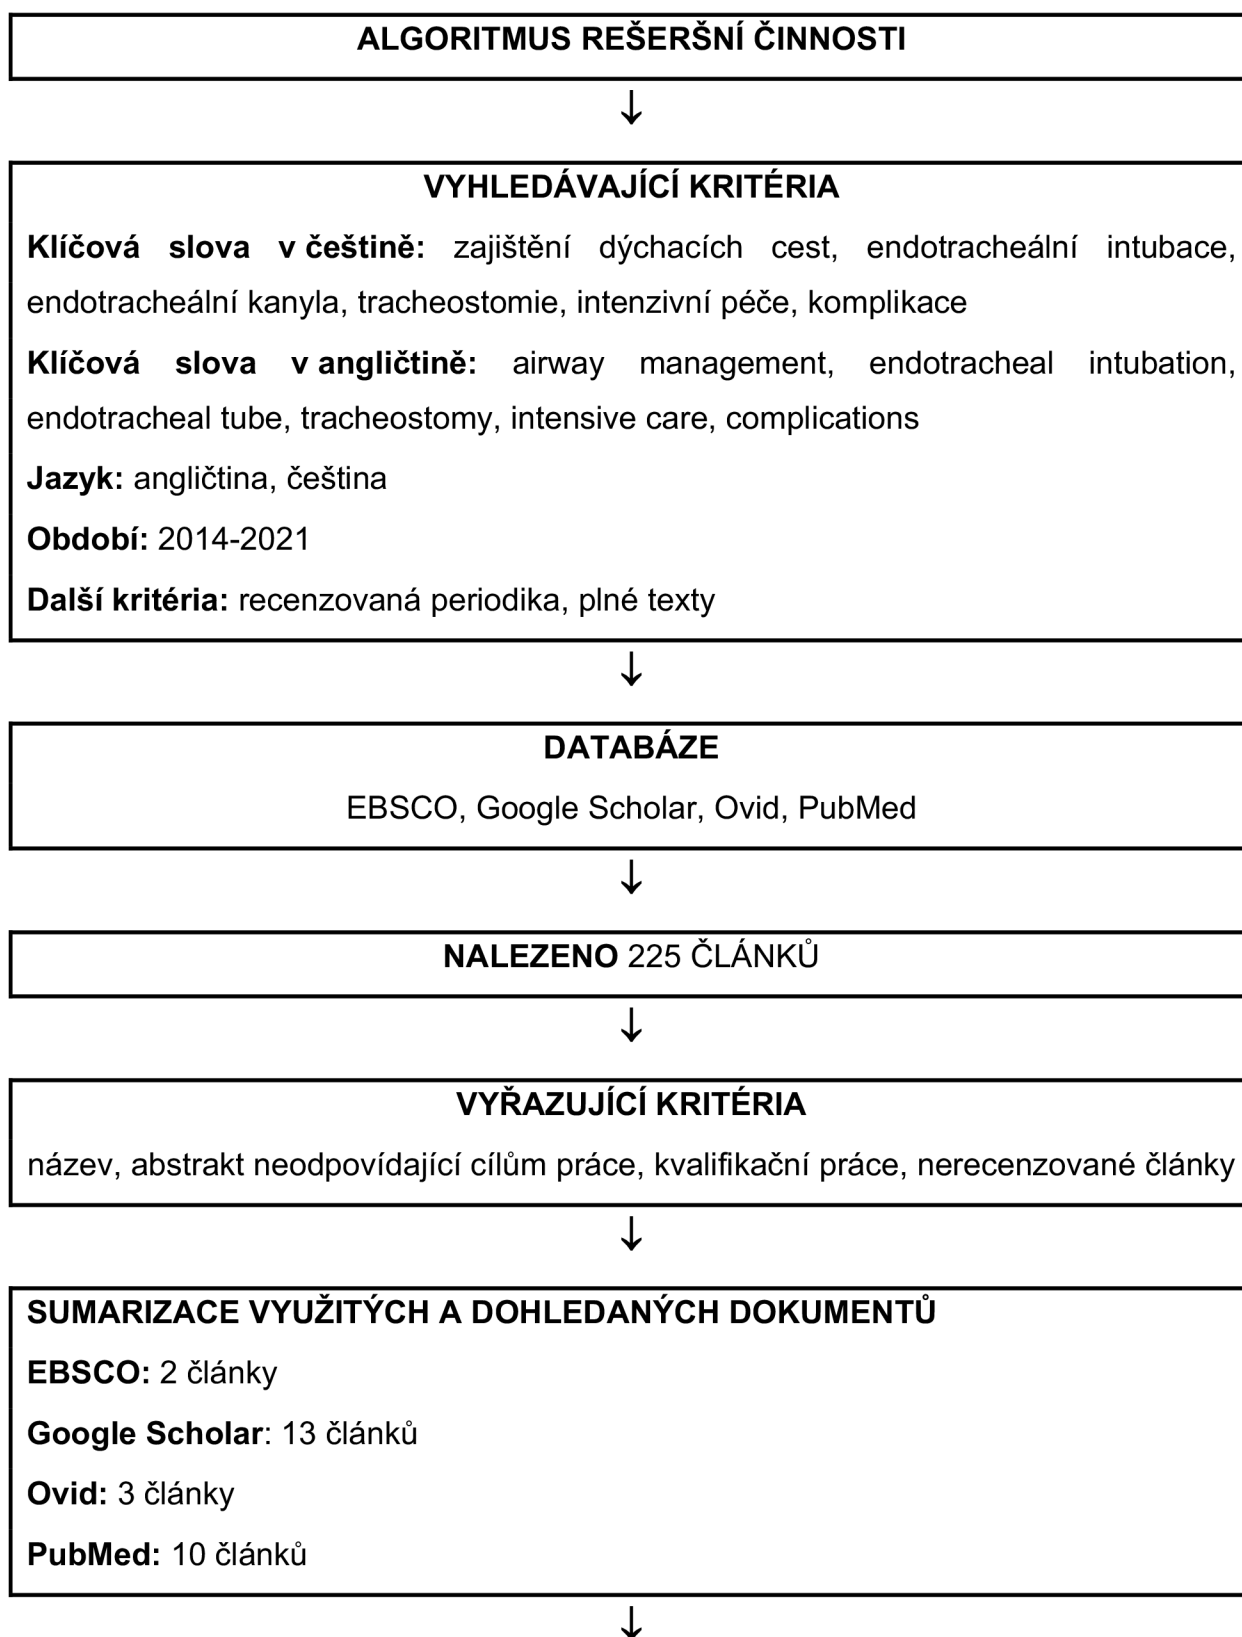 ALGORITMUS REŠERŠNÍ ČINNOSTI
↓
VYHLEDÁVAJÍCÍ KRITÉRIA
Klíčová slova v češtině: zajištění dýchacích cest, endotracheální intubace,
endotracheální kanyla, tracheostomie, intenzivní péče, komplikace
Klíčová slova v angličtině: airway management, endotracheal intubation,
endotracheal tube, tracheostomy, intensive care, complications
Jazyk: angličtina, čeština
Období: 2014-2021
Další kritéria: recenzovaná periodika, plné texty
↓
DATABÁZE
EBSCO, Google Scholar, Ovid, PubMed
↓
NALEZENO 225 ČLÁNKŮ
↓
VYŘAZUJÍCÍ KRITÉRIA
název, abstrakt neodpovídající cílům práce, kvalifikační práce, nerecenzované články
↓
SUMARIZACE VYUŽITÝCH A DOHLEDANÝCH DOKUMENTŮ
EBSCO: 2 články
Google Scholar: 13 článků
Ovid: 3 články
PubMed: 10 článků
↓